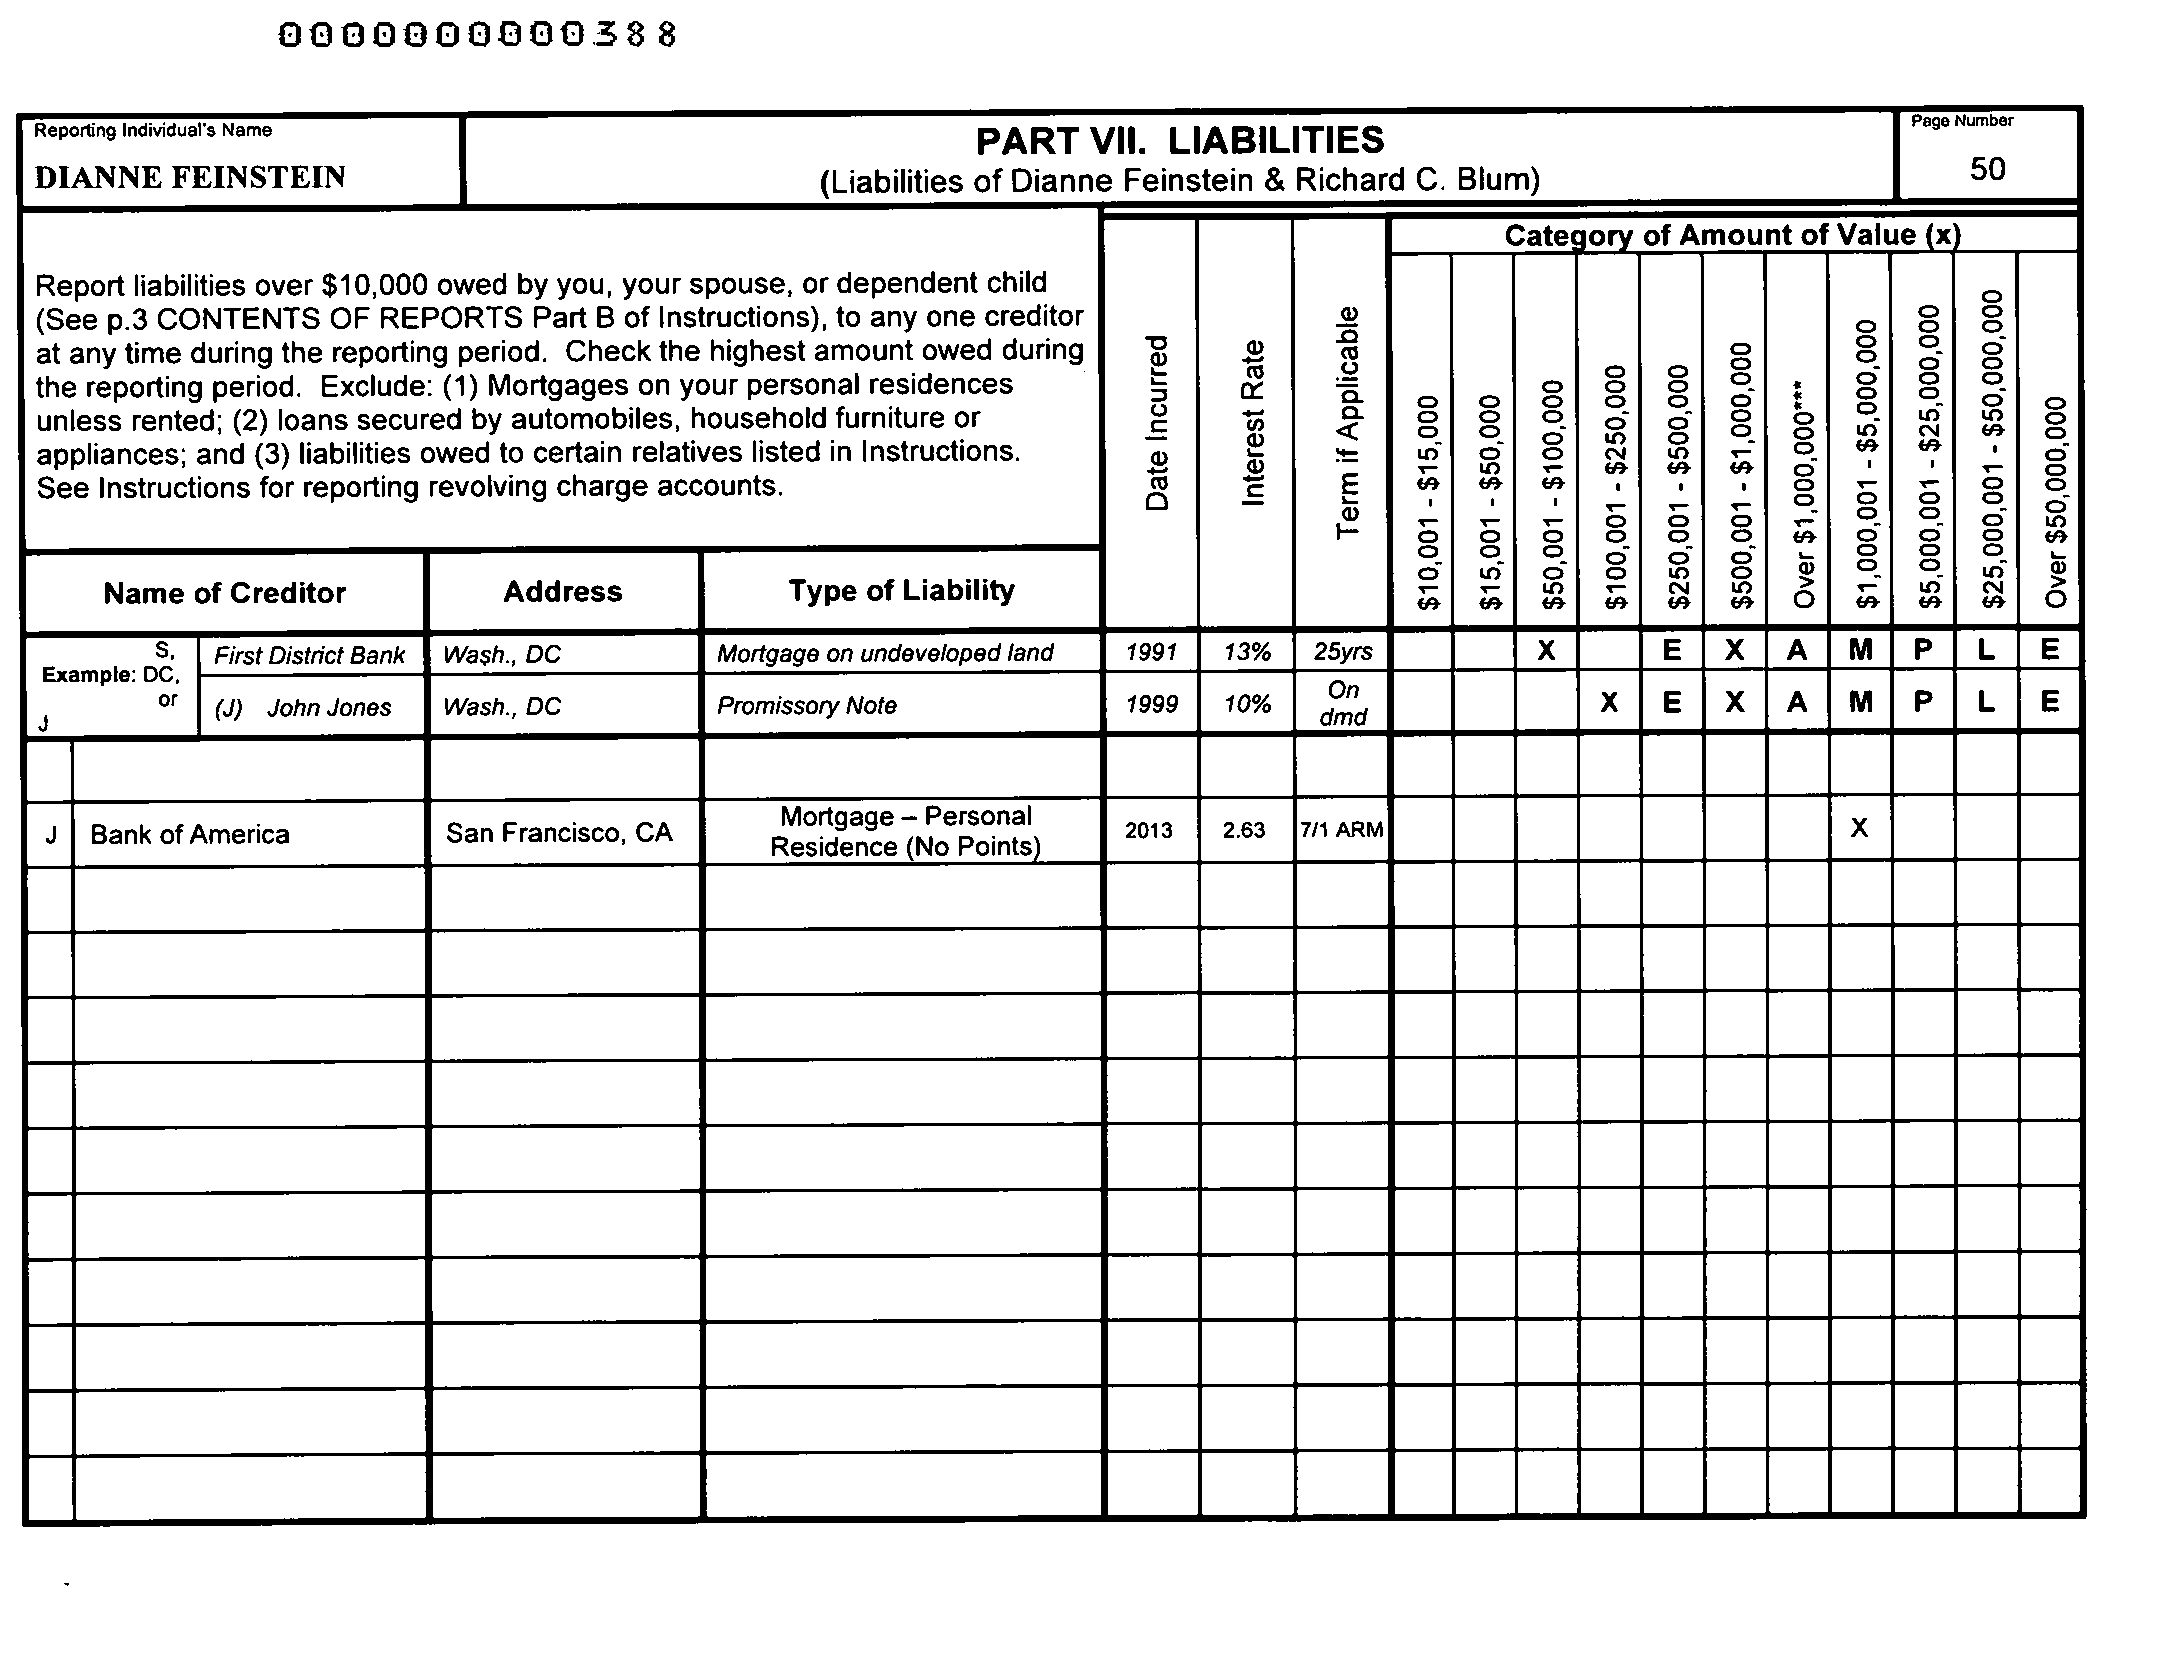 0000000000388
Reporting Individual's Name
DIANNE FEINSTEIN
PART VII. LIABILITIES
(Liabilities of Dianne Feinstein & Richard C. Blum)
Page Number
50
Report liabilities over $10,000 owed by you, your spouse, or dependent child
(See p.3 CONTENTS OF REPORTS Part B of Instructions), to any one creditor
at any time during the reporting period. Check the highest amount owed during
the reporting period. Exclude: (1) Mortgages on your personal residences
unless rented; (2) loans secured by automobiles, household furniture or
appliances; and (3) liabilities owed to certain relatives listed in Instructions.
See Instructions for reporting revolving charge accounts.
Name of Creditor
Address
Type of Liability
Date Incurred
Interest Rate
Term if Applicable
Category of Amount of Value (x)
$10,001 - $15,000
$15,001 - $50,000
$50,001 - $100,000
$100,001 - $250,000
$250,001 - $500,000
$500,001 - $1,000,000
Over $1,000,000***
$1,000,001 - $5,000,000
$5,000,001 - $25,000,000
$25,000,001 - $50,000,000
Over $50,000,000
Example: S, DC, or J
First District Bank Wash., DC Mortgage on undeveloped land 1991 13% 25yrs X E X A M P L E
(J) John Jones Wash., DC Promissory Note 1999 10% On dmd X E X A M P L E
J Bank of America San Francisco, CA Mortgage – Personal Residence (No Points) 2013 2.63 7/1 ARM X